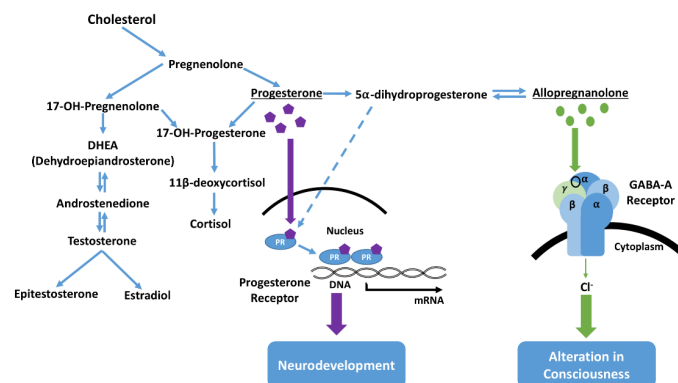 Cholesterol
Pregnenolone
Progesterone
5α-dihydroprogesterone
Allopregnanolone
17-OH-Pregnenolone
17-OH-Progesterone
DHEA
(Dehydroepiandrosterone)
11β-deoxycortisol
Androstenedione
Cortisol
Testosterone
Epitestosterone
Estradiol
Nucleus
PR
PR
PR
Progesterone
Receptor
DNA
mRNA
Neurodevelopment
α
γ
β
β
α
GABA-A
Receptor
Cytoplasm
Cl-
Alteration in
Consciousness